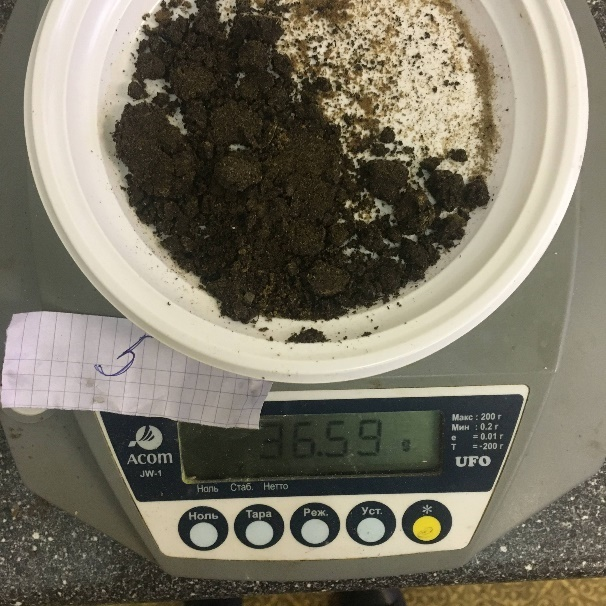 5
36.59 g
Макс : 200 г
Мин : 0.2 г
e = 0.01 г
T = -200 г
ACOM
JW-1
UFO
Ноль Стаб. Нетто
Ноль Тара Реж. Уст. *